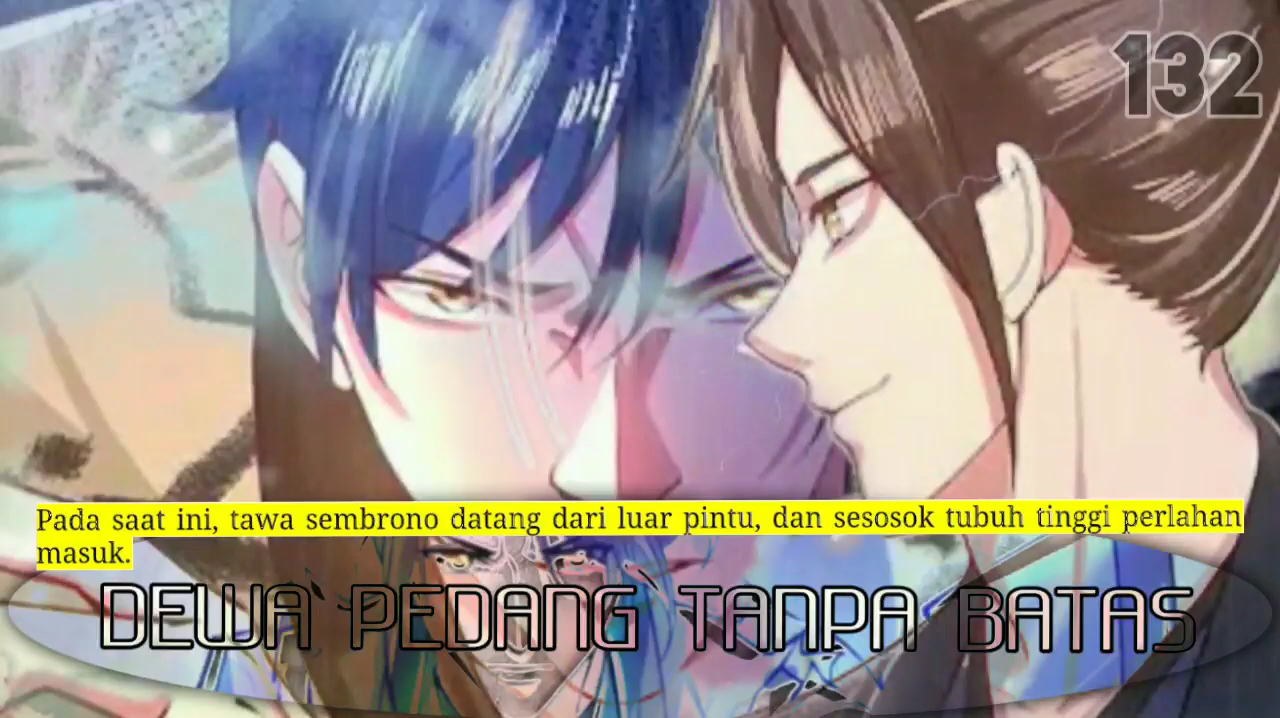 132
Pada saat ini, tawa sembrono datang dari luar pintu, dan sesosok tubuh tinggi perlahan
masuk.
DEWA PEDANG TANPA BATAS